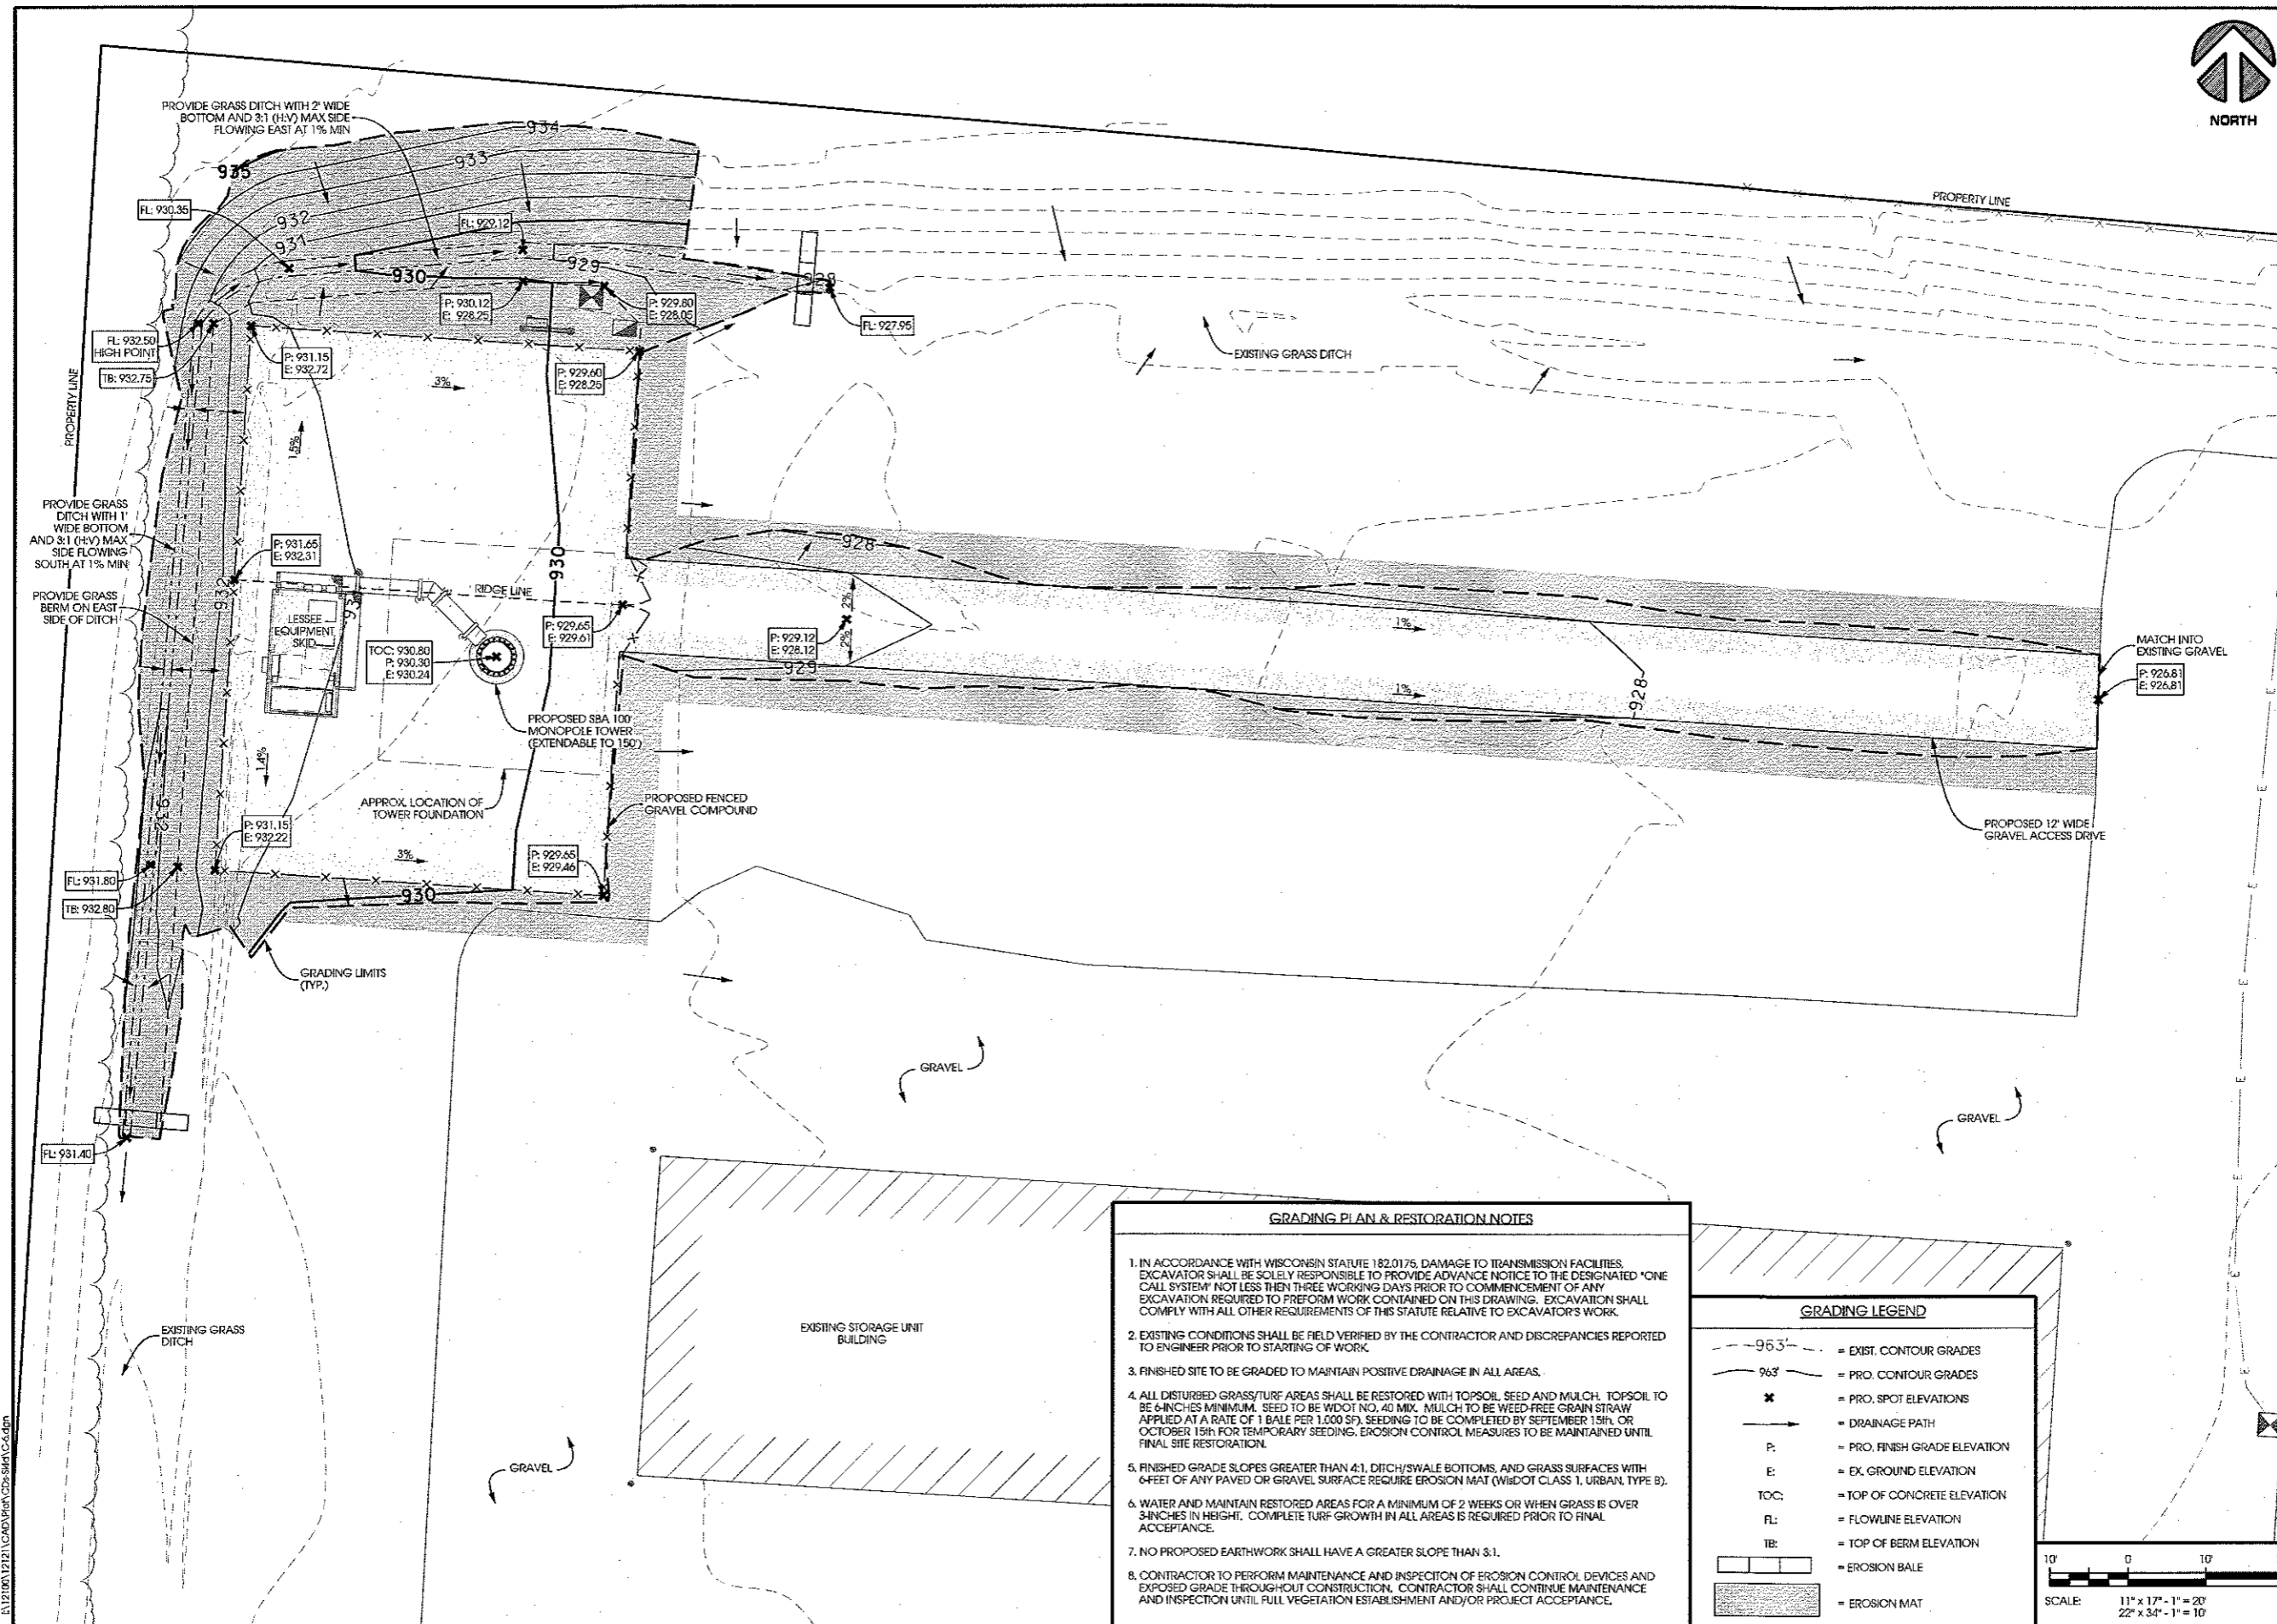 NORTH
PROVIDE GRASS DITCH WITH 2' WIDE
BOTTOM AND 3:1 (H:V) MAX SIDE
FLOWING EAST AT 1% MIN
934
933
935
932
931
FL: 930.35
FL: 929.12
929
930
928
PROPERTY LINE
P: 930.12
E: 928.25
P: 929.80
E: 928.05
FL: 927.95
FL: 932.50
HIGH POINT
TB: 932.75
P: 931.15
E: 932.72
P: 929.60
E: 928.25
EXISTING GRASS DITCH
3%
PROPERTY LINE
1.5%
PROVIDE GRASS
DITCH WITH 1'
WIDE BOTTOM
AND 3:1 (H:V) MAX
SIDE FLOWING
SOUTH AT 1% MIN
P: 931.65
E: 932.31
930
928
PROVIDE GRASS
BERM ON EAST
SIDE OF DITCH
932
RIDGE LINE
LESSEE
EQUIPMENT
SKID
P: 929.65
E: 929.61
TOC: 930.80
P: 930.30
E: 930.24
P: 929.12
E: 928.12
2%
2%
929
1%
1%
928
MATCH INTO
EXISTING GRAVEL
P: 926.81
E: 926.81
PROPOSED SBA 100'
MONOPOLE TOWER
(EXTENDABLE TO 150')
1.4%
932
APPROX. LOCATION OF
TOWER FOUNDATION
PROPOSED FENCED
GRAVEL COMPOUND
PROPOSED 12' WIDE
GRAVEL ACCESS DRIVE
P: 931.15
E: 932.22
3%
P: 929.65
E: 929.46
FL: 931.80
TB: 932.80
930
GRADING LIMITS
(TYP.)
GRAVEL
GRAVEL
FL: 931.40
EXISTING GRASS
DITCH
EXISTING STORAGE UNIT
BUILDING
GRAVEL
GRADING PLAN & RESTORATION NOTES
1. IN ACCORDANCE WITH WISCONSIN STATUTE 182.0175, DAMAGE TO TRANSMISSION FACILITIES,
EXCAVATOR SHALL BE SOLELY RESPONSIBLE TO PROVIDE ADVANCE NOTICE TO THE DESIGNATED "ONE
CALL SYSTEM" NOT LESS THEN THREE WORKING DAYS PRIOR TO COMMENCEMENT OF ANY
EXCAVATION REQUIRED TO PREFORM WORK CONTAINED ON THIS DRAWING. EXCAVATION SHALL
COMPLY WITH ALL OTHER REQUIREMENTS OF THIS STATUTE RELATIVE TO EXCAVATOR'S WORK.
2. EXISTING CONDITIONS SHALL BE FIELD VERIFIED BY THE CONTRACTOR AND DISCREPANCIES REPORTED
TO ENGINEER PRIOR TO STARTING OF WORK.
3. FINISHED SITE TO BE GRADED TO MAINTAIN POSITIVE DRAINAGE IN ALL AREAS.
4. ALL DISTURBED GRASS/TURF AREAS SHALL BE RESTORED WITH TOPSOIL, SEED AND MULCH. TOPSOIL TO
BE 6-INCHES MINIMUM. SEED TO BE WDOT NO. 40 MIX. MULCH TO BE WEED-FREE GRAIN STRAW
APPLIED AT A RATE OF 1 BALE PER 1,000 SF). SEEDING TO BE COMPLETED BY SEPTEMBER 15th, OR
OCTOBER 15th FOR TEMPORARY SEEDING. EROSION CONTROL MEASURES TO BE MAINTAINED UNTIL
FINAL SITE RESTORATION.
5. FINISHED GRADE SLOPES GREATER THAN 4:1, DITCH/SWALE BOTTOMS, AND GRASS SURFACES WITH
6-FEET OF ANY PAVED OR GRAVEL SURFACE REQUIRE EROSION MAT (WisDOT CLASS 1, URBAN, TYPE B).
6. WATER AND MAINTAIN RESTORED AREAS FOR A MINIMUM OF 2 WEEKS OR WHEN GRASS IS OVER
3-INCHES IN HEIGHT. COMPLETE TURF GROWTH IN ALL AREAS IS REQUIRED PRIOR TO FINAL
ACCEPTANCE.
7. NO PROPOSED EARTHWORK SHALL HAVE A GREATER SLOPE THAN 3:1.
8. CONTRACTOR TO PERFORM MAINTENANCE AND INSPECITON OF EROSION CONTROL DEVICES AND
EXPOSED GRADE THROUGHOUT CONSTRUCTION. CONTRACTOR SHALL CONTINUE MAINTENANCE
AND INSPECTION UNTIL FULL VEGETATION ESTABLISHMENT AND/OR PROJECT ACCEPTANCE.
GRADING LEGEND
963' = EXIST. CONTOUR GRADES
963' = PRO. CONTOUR GRADES
= PRO. SPOT ELEVATIONS
= DRAINAGE PATH
P: = PRO. FINISH GRADE ELEVATION
E: = EX. GROUND ELEVATION
TOC: = TOP OF CONCRETE ELEVATION
FL: = FLOWLINE ELEVATION
TB: = TOP OF BERM ELEVATION
= EROSION BALE
= EROSION MAT
10' 0 10'
SCALE: 11" x 17" - 1" = 20'
22" x 34" - 1" = 10'